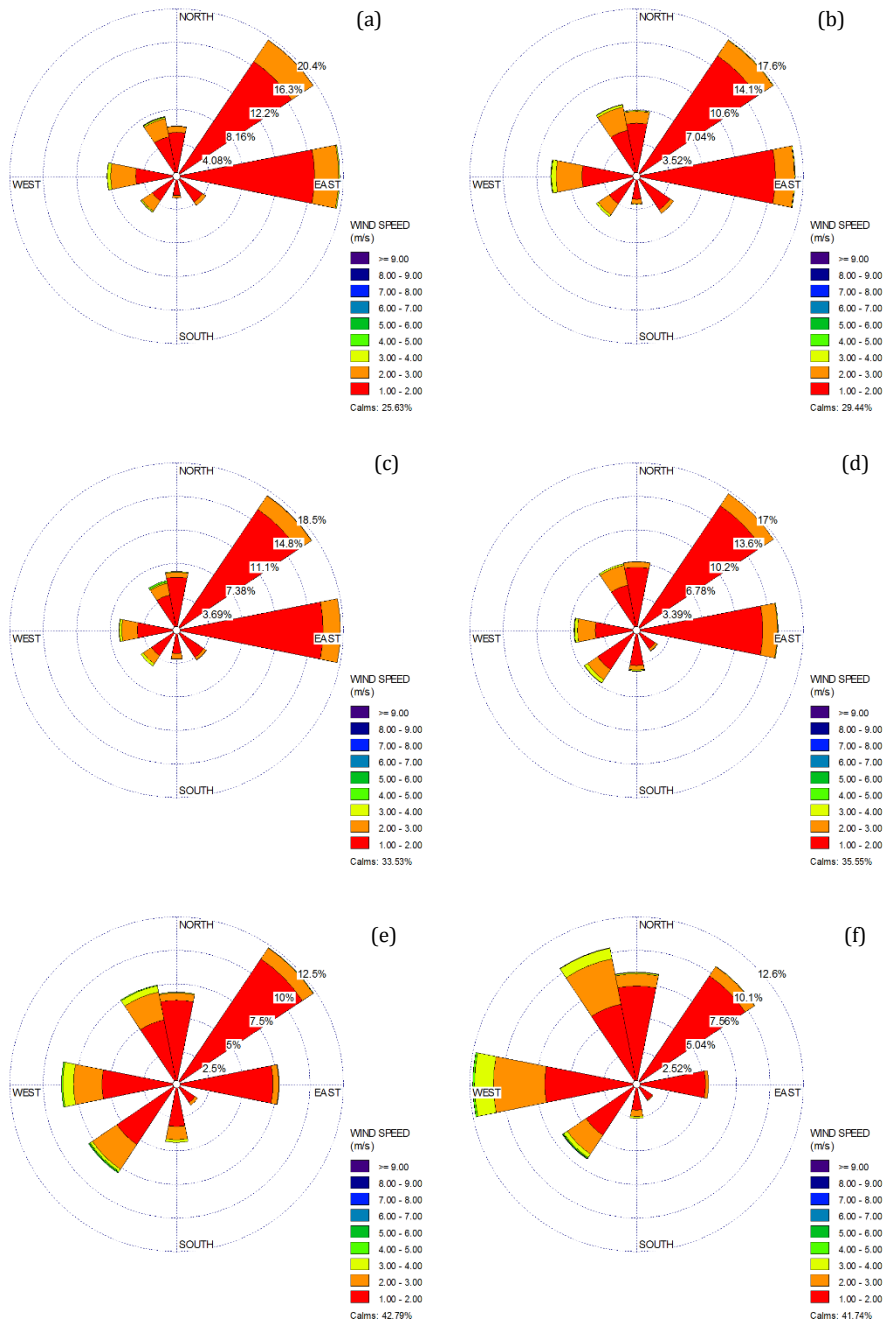 (a)
NORTH
20.4%
16.3%
12.2%
8.16%
4.08%
WEST
EAST
SOUTH
WIND SPEED
(m/s)
>= 9.00
8.00 - 9.00
7.00 - 8.00
6.00 - 7.00
5.00 - 6.00
4.00 - 5.00
3.00 - 4.00
2.00 - 3.00
1.00 - 2.00
Calms: 25.63%
(b)
NORTH
17.6%
14.1%
10.6%
7.04%
3.52%
WEST
EAST
SOUTH
WIND SPEED
(m/s)
>= 9.00
8.00 - 9.00
7.00 - 8.00
6.00 - 7.00
5.00 - 6.00
4.00 - 5.00
3.00 - 4.00
2.00 - 3.00
1.00 - 2.00
Calms: 29.44%
(c)
NORTH
18.5%
14.8%
11.1%
7.38%
3.69%
WEST
EAST
SOUTH
WIND SPEED
(m/s)
>= 9.00
8.00 - 9.00
7.00 - 8.00
6.00 - 7.00
5.00 - 6.00
4.00 - 5.00
3.00 - 4.00
2.00 - 3.00
1.00 - 2.00
Calms: 33.53%
(d)
NORTH
17%
13.6%
10.2%
6.78%
3.39%
WEST
EAST
SOUTH
WIND SPEED
(m/s)
>= 9.00
8.00 - 9.00
7.00 - 8.00
6.00 - 7.00
5.00 - 6.00
4.00 - 5.00
3.00 - 4.00
2.00 - 3.00
1.00 - 2.00
Calms: 35.55%
(e)
NORTH
12.5%
10%
7.5%
5%
2.5%
WEST
EAST
SOUTH
WIND SPEED
(m/s)
>= 9.00
8.00 - 9.00
7.00 - 8.00
6.00 - 7.00
5.00 - 6.00
4.00 - 5.00
3.00 - 4.00
2.00 - 3.00
1.00 - 2.00
Calms: 42.79%
(f)
NORTH
12.6%
10.1%
7.56%
5.04%
2.52%
WEST
EAST
SOUTH
WIND SPEED
(m/s)
>= 9.00
8.00 - 9.00
7.00 - 8.00
6.00 - 7.00
5.00 - 6.00
4.00 - 5.00
3.00 - 4.00
2.00 - 3.00
1.00 - 2.00
Calms: 41.74%